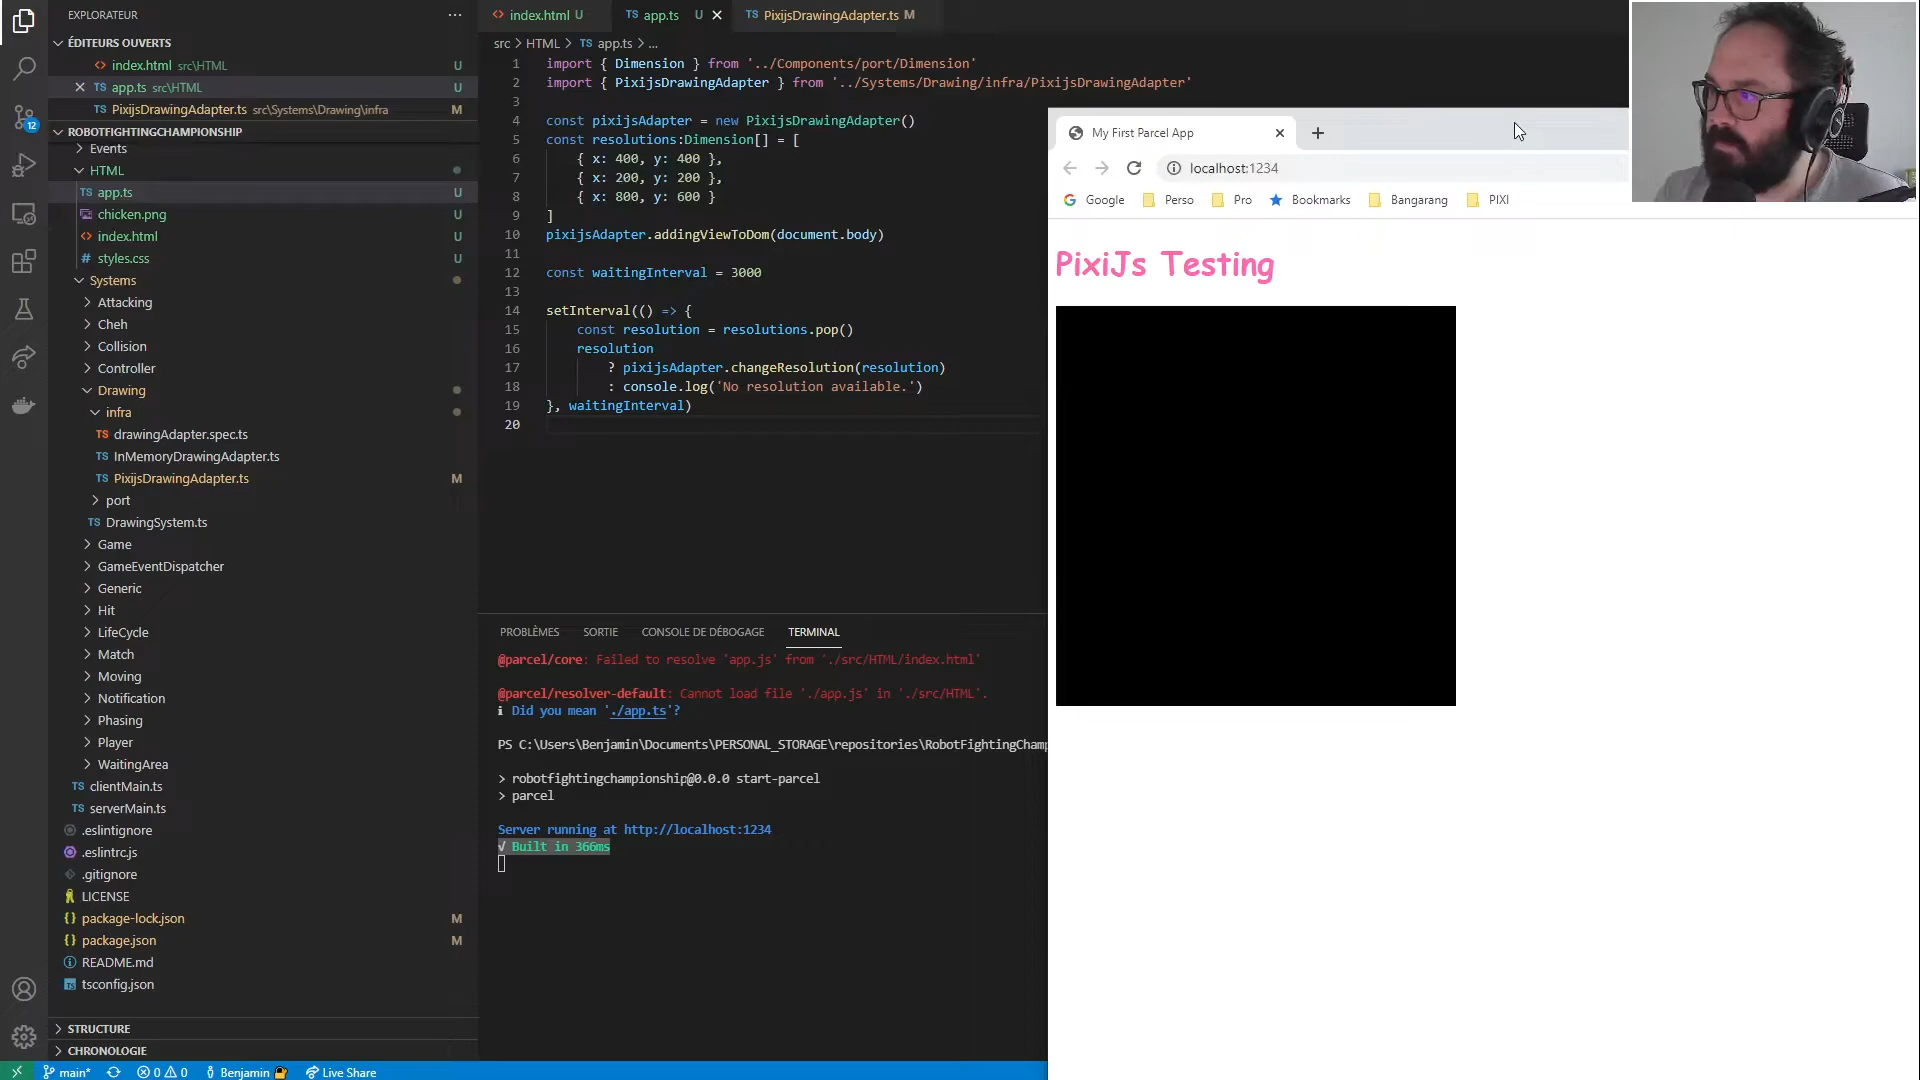 EXPLORATEUR
ÉDITEURS OUVERTS
index.html src\HTML U
app.ts src\HTML U
PixijsDrawingAdapter.ts src\Systems\Drawing\infra M
ROBOTFIGHTINGCHAMPIONSHIP
Events
HTML
app.ts U
chicken.png U
index.html U
styles.css U
Systems
Attacking
Cheh
Collision
Controller
Drawing
infra
drawingAdapter.spec.ts
InMemoryDrawingAdapter.ts
PixijsDrawingAdapter.ts M
port
DrawingSystem.ts
Game
GameEventDispatcher
Generic
Hit
LifeCycle
Match
Moving
Notification
Phasing
Player
WaitingArea
clientMain.ts
serverMain.ts
.eslintignore
.eslintrc.js
.gitignore
LICENSE
package-lock.json M
package.json M
README.md
tsconfig.json
STRUCTURE
CHRONOLOGIE
12
index.html U
app.ts U
PixijsDrawingAdapter.ts M
src > HTML > TS app.ts > ...
1 import { Dimension } from '../Components/port/Dimension'
2 import { PixijsDrawingAdapter } from '../Systems/Drawing/infra/PixijsDrawingAdapter'
3
4 const pixijsAdapter = new PixijsDrawingAdapter()
5 const resolutions:Dimension[] = [
6 { x: 400, y: 400 },
7 { x: 200, y: 200 },
8 { x: 800, y: 600 }
9 ]
10 pixijsAdapter.addingViewToDom(document.body)
11
12 const waitingInterval = 3000
13
14 setInterval(() => {
15 const resolution = resolutions.pop()
16 resolution
17 ? pixijsAdapter.changeResolution(resolution)
18 : console.log('No resolution available.')
19 }, waitingInterval)
20
PROBLÈMES SORTIE CONSOLE DE DÉBOGAGE TERMINAL
@parcel/core: Failed to resolve 'app.js' from './src/HTML/index.html'
@parcel/resolver-default: Cannot load file './app.js' in './src/HTML'.
i Did you mean './app.ts'?
PS C:\Users\Benjamin\Documents\PERSONAL_STORAGE\repositories\RobotFightingCham
> robotfightingchampionship@0.0.0 start-parcel
> parcel
Server running at http://localhost:1234
√ Built in 366ms
main* 0 0 Benjamin Live Share
My First Parcel App
localhost:1234
Google Perso Pro Bookmarks Bangarang PIXI
PixiJs Testing